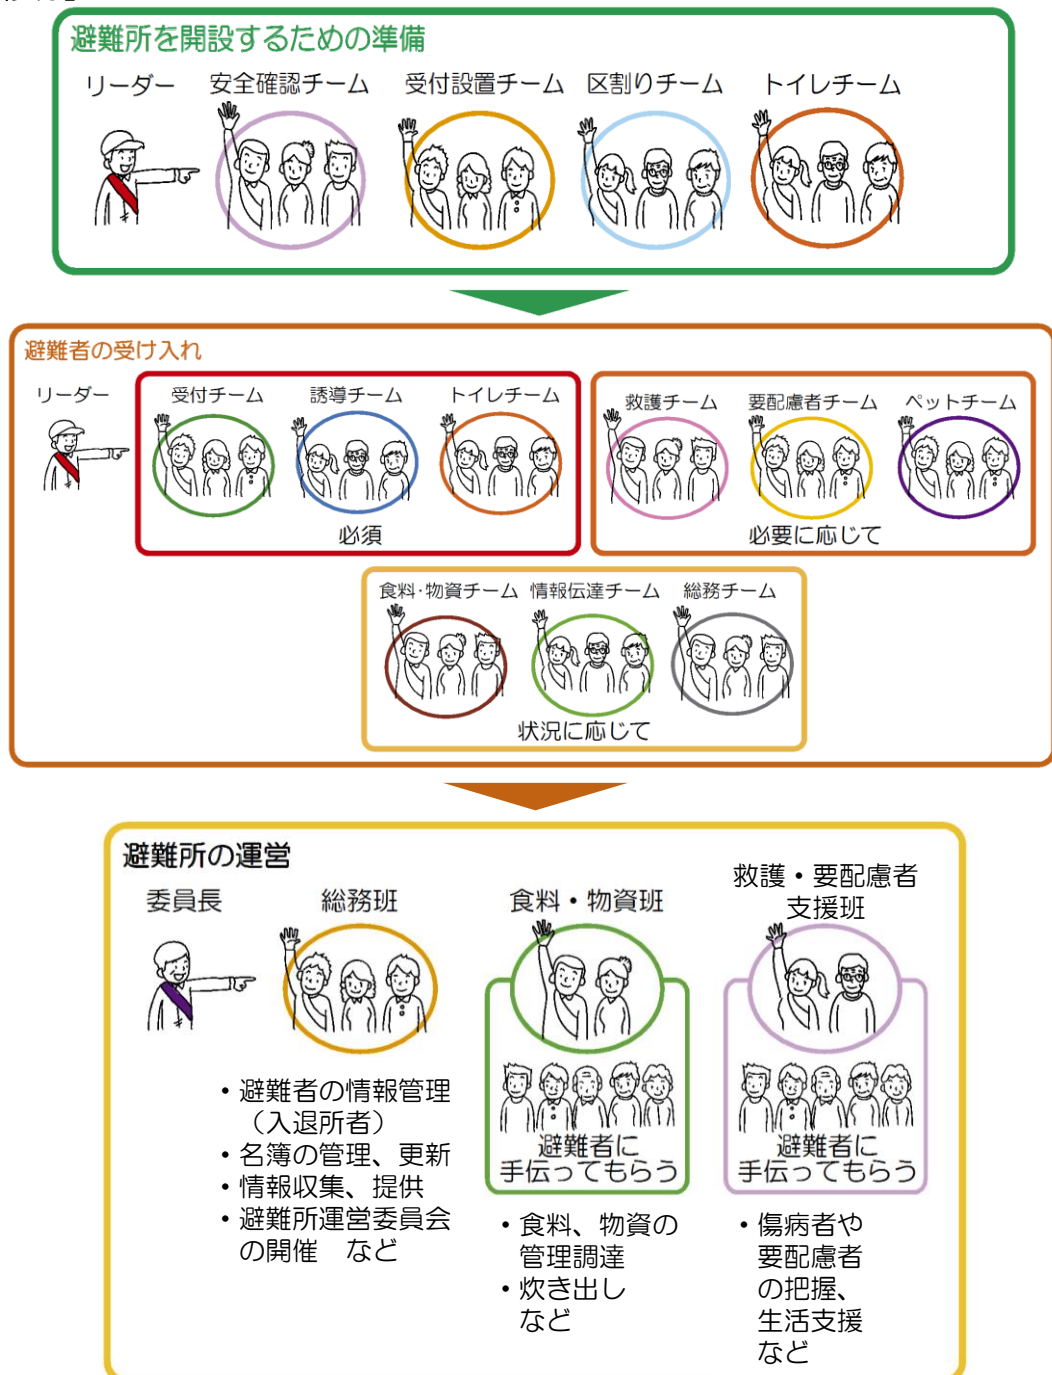 避難所を開設するための準備
リーダー 安全確認チーム 受付設置チーム 区割りチーム トイレチーム
避難者の受け入れ
リーダー 受付チーム 誘導チーム トイレチーム 救護チーム 要配慮者チーム ペットチーム
必須 必要に応じて
食料・物資チーム 情報伝達チーム 総務チーム
状況に応じて
避難所の運営
委員長
総務班
・避難者の情報管理
（入退所者）
・名簿の管理、更新
・情報収集、提供
・避難所運営委員会
の開催　など
食料・物資班
避難者に
手伝ってもらう
・食料、物資の
管理調達
・炊き出し
など
救護・要配慮者
支援班
避難者に
手伝ってもらう
・傷病者や
要配慮者
の把握、
生活支援
など